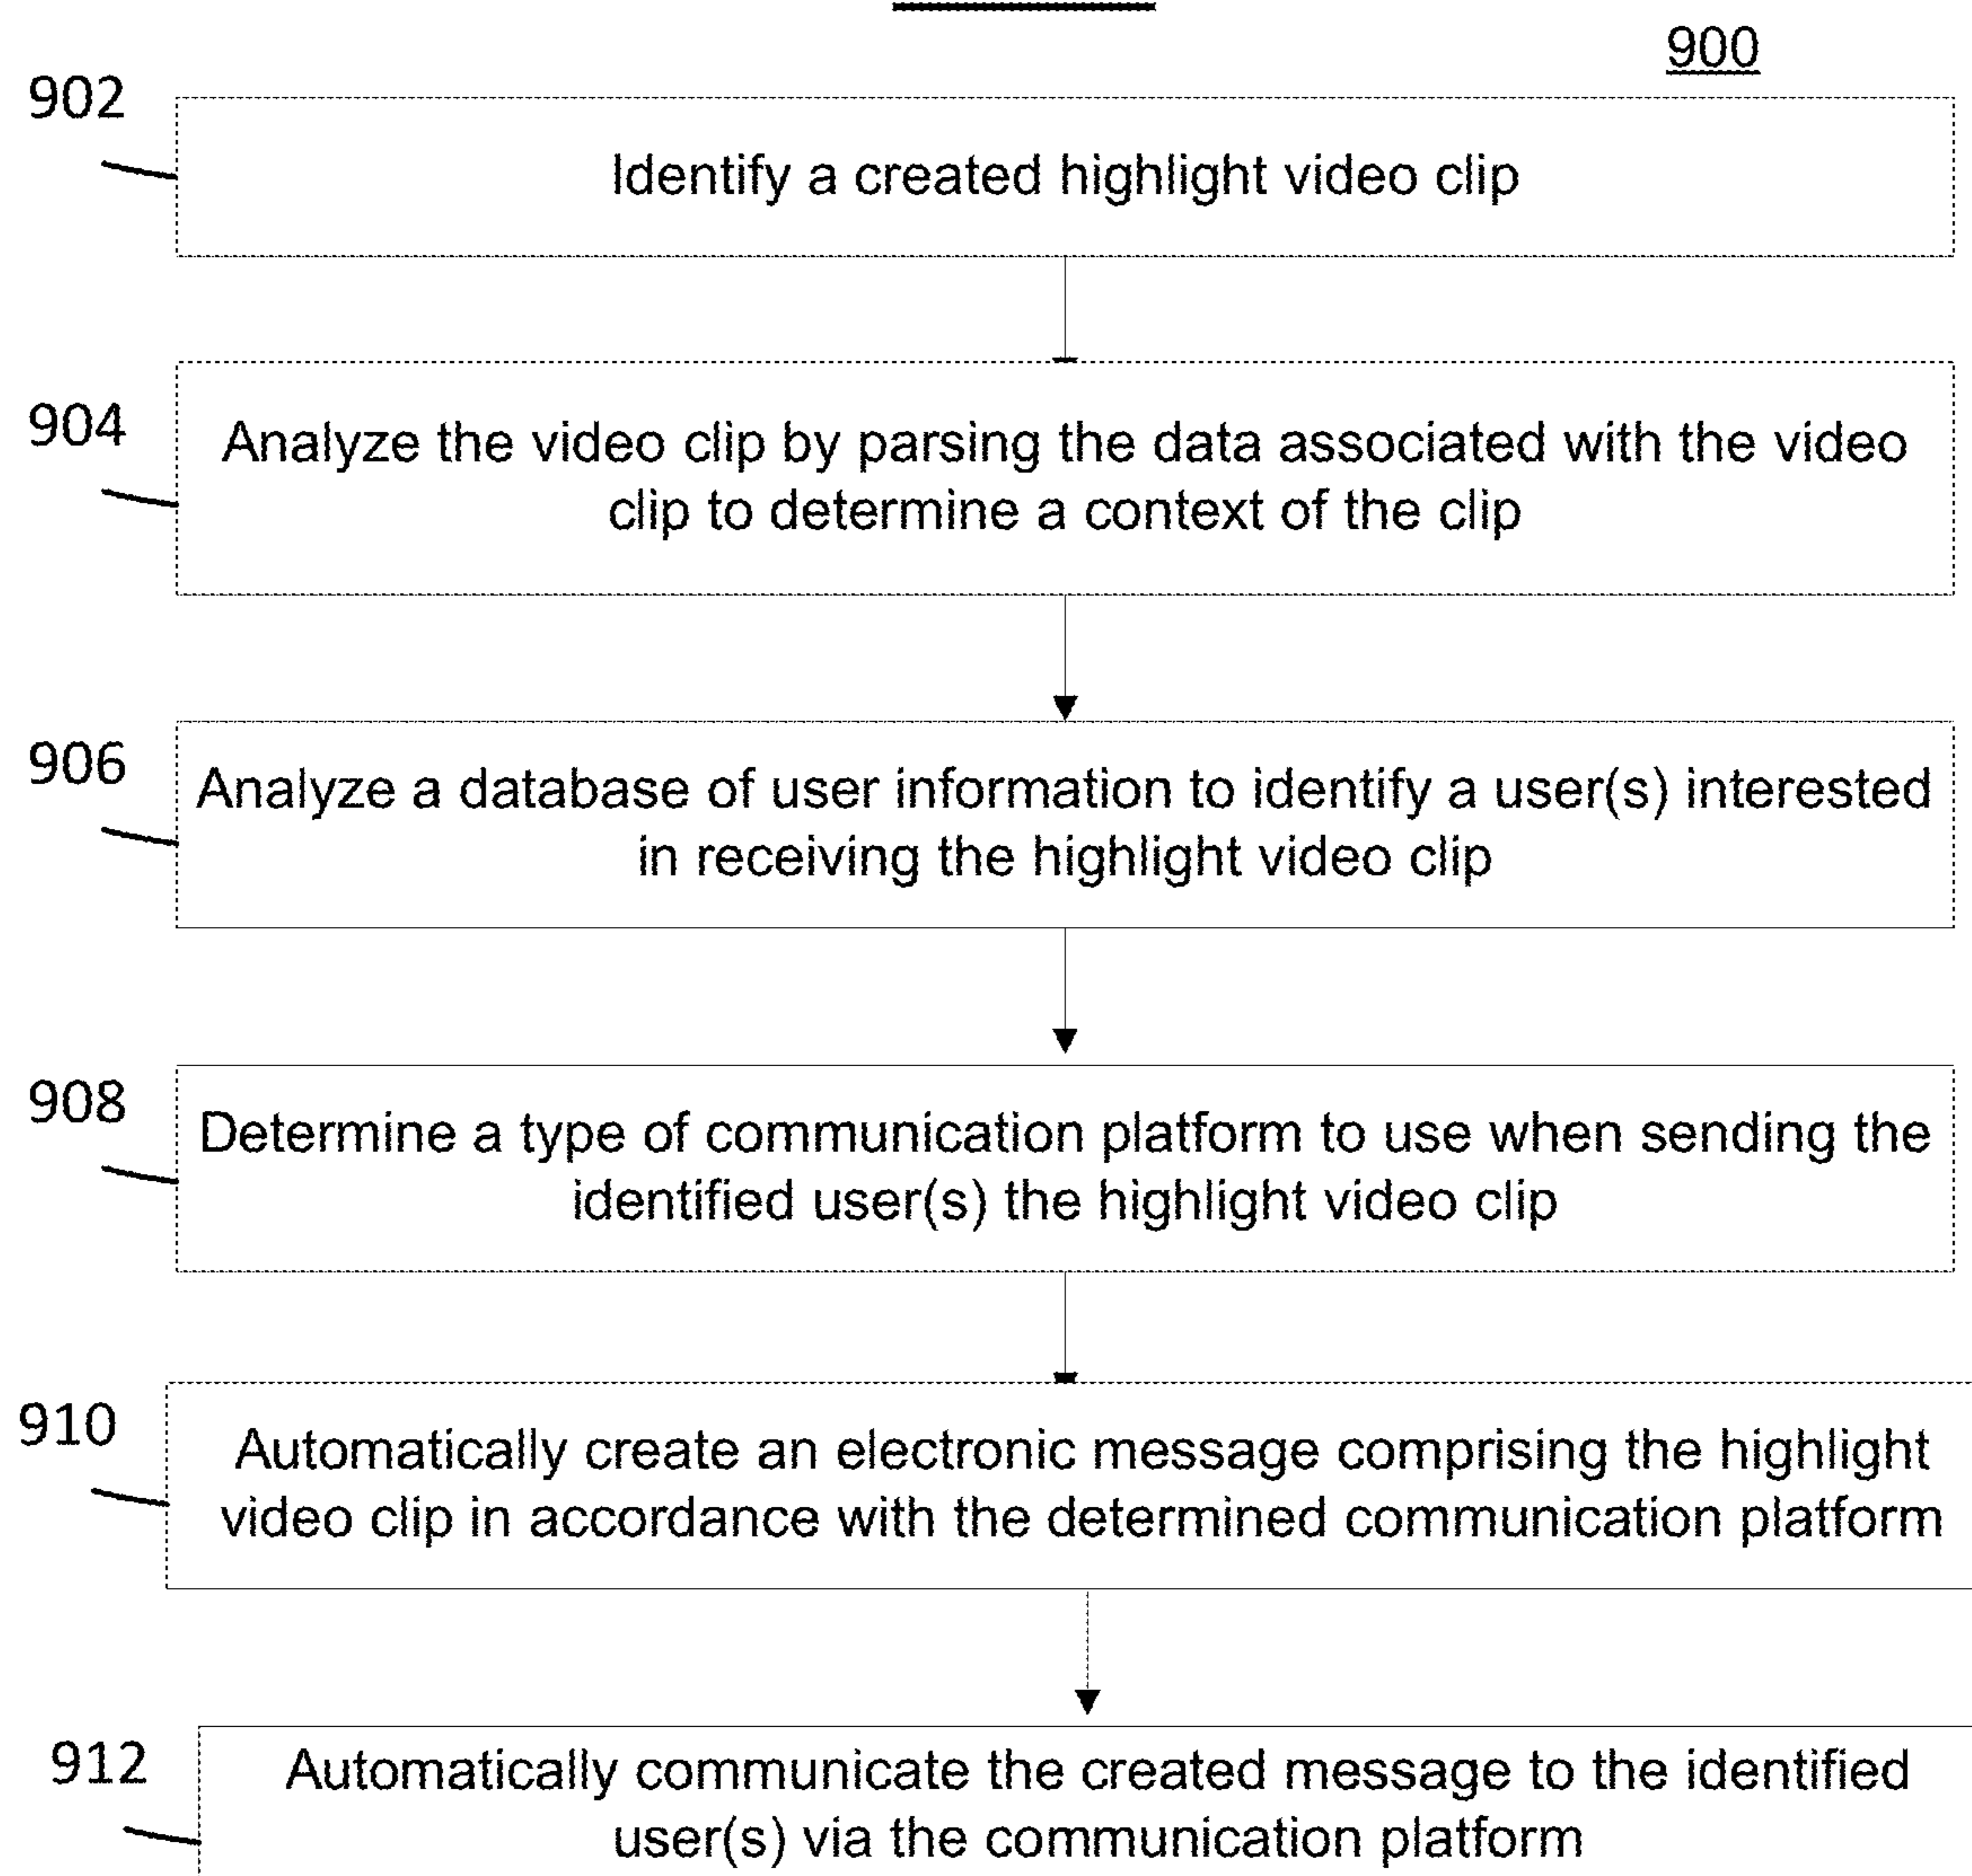 900
902
Identify a created highlight video clip
904
Analyze the video clip by parsing the data associated with the video
clip to determine a context of the clip
906
Analyze a database of user information to identify a user(s) interested
in receiving the highlight video clip
908
Determine a type of communication platform to use when sending the
identified user(s) the highlight video clip
910
Automatically create an electronic message comprising the highlight
video clip in accordance with the determined communication platform
912
Automatically communicate the created message to the identified
user(s) via the communication platform